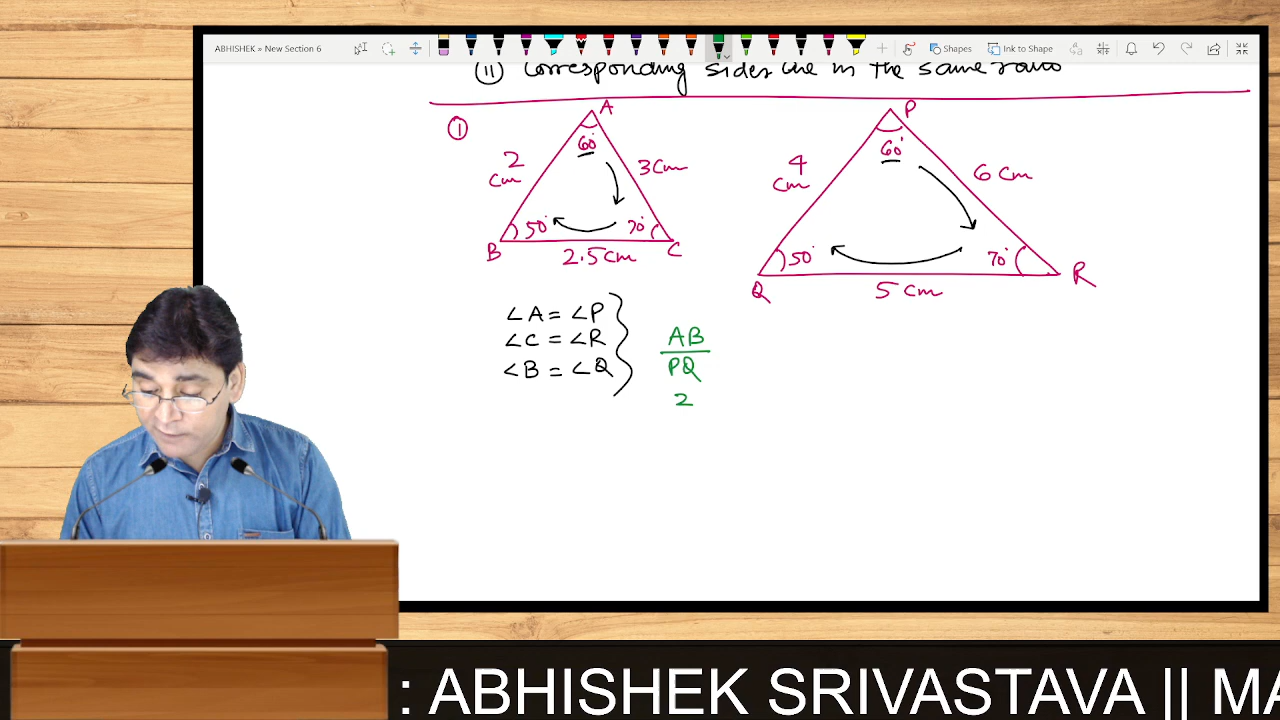 ABHISHEK » New Section 6
Shapes
Ink to Shape
(ii) Corresponding sides are in the same ratio
①
A
60°
2
cm
3cm
50°
70°
B
2.5cm
C
P
60°
4
cm
6 cm
50°
70°
Q
5 cm
R
∠A = ∠P
∠C = ∠R
∠B = ∠Q
AB
PQ
2
: ABHISHEK SRIVASTAVA || MA